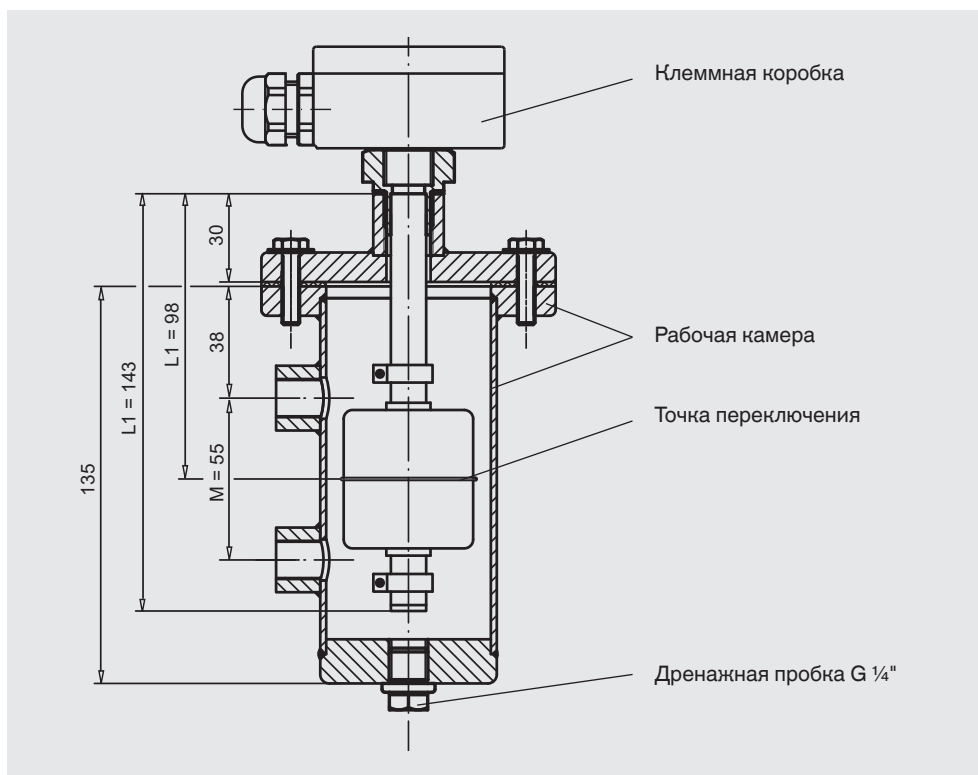 Клеммная коробка
30
L1 = 98
38
L1 = 143
Рабочая камера
Точка переключения
M = 55
135
Дренажная пробка G ¼"